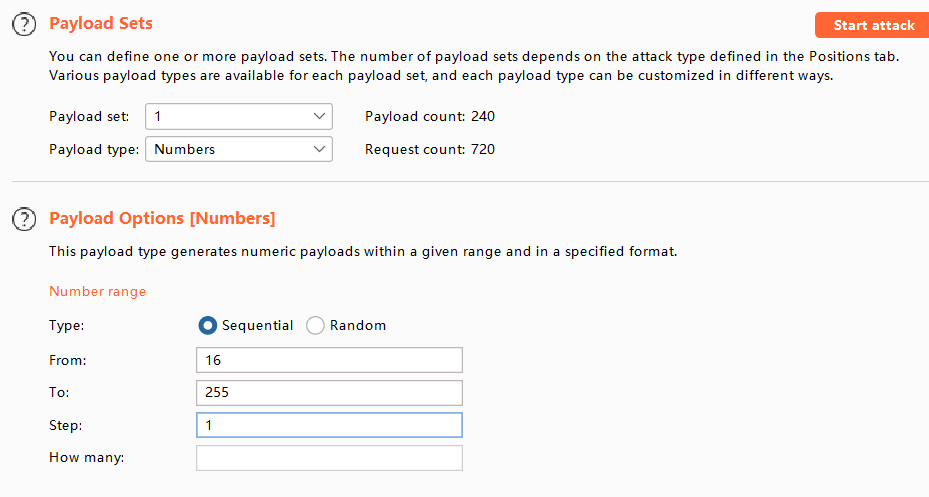 Payload Sets
Start attack
You can define one or more payload sets. The number of payload sets depends on the attack type defined in the Positions tab.
Various payload types are available for each payload set, and each payload type can be customized in different ways.
Payload set: 1 Payload count: 240
Payload type: Numbers Request count: 720
Payload Options [Numbers]
This payload type generates numeric payloads within a given range and in a specified format.
Number range
Type: Sequential Random
From: 16
To: 255
Step: 1
How many: